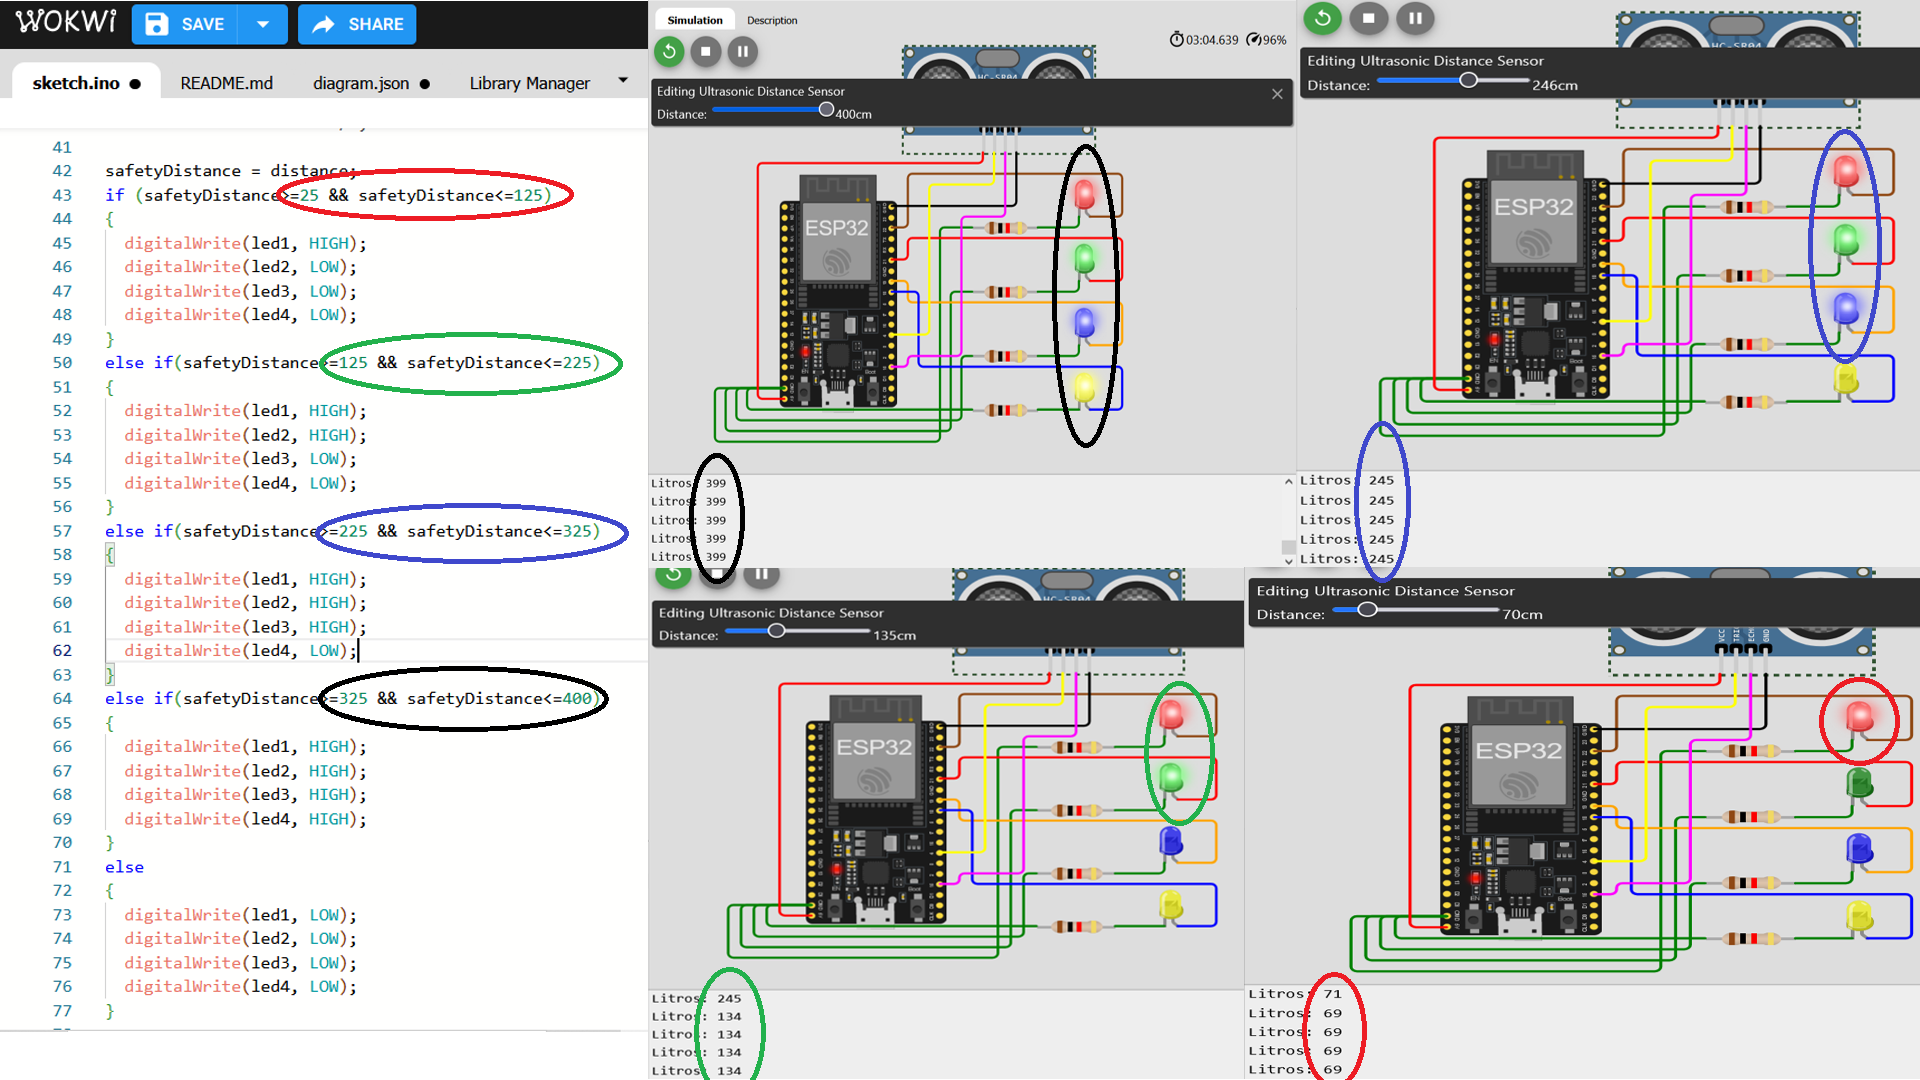 WOKWi
SAVE
SHARE
sketch.ino
README.md
diagram.json
Library Manager
41
42 safetyDistance = distance;
43 if (safetyDistance>=25 && safetyDistance<=125)
44 {
45 digitalWrite(led1, HIGH);
46 digitalWrite(led2, LOW);
47 digitalWrite(led3, LOW);
48 digitalWrite(led4, LOW);
49 }
50 else if(safetyDistance>=125 && safetyDistance<=225)
51 {
52 digitalWrite(led1, HIGH);
53 digitalWrite(led2, HIGH);
54 digitalWrite(led3, LOW);
55 digitalWrite(led4, LOW);
56 }
57 else if(safetyDistance>=225 && safetyDistance<=325)
58 {
59 digitalWrite(led1, HIGH);
60 digitalWrite(led2, HIGH);
61 digitalWrite(led3, HIGH);
62 digitalWrite(led4, LOW);
63 }
64 else if(safetyDistance>=325 && safetyDistance<=400)
65 {
66 digitalWrite(led1, HIGH);
67 digitalWrite(led2, HIGH);
68 digitalWrite(led3, HIGH);
69 digitalWrite(led4, HIGH);
70 }
71 else
72 {
73 digitalWrite(led1, LOW);
74 digitalWrite(led2, LOW);
75 digitalWrite(led3, LOW);
76 digitalWrite(led4, LOW);
77 }
Simulation
Description
03:04.639
96%
HC-SR04
Editing Ultrasonic Distance Sensor
Distance: 400cm
ESP32
Litros: 399
Litros: 399
Litros: 399
Litros: 399
Litros: 399
HC-SR04
Editing Ultrasonic Distance Sensor
Distance: 246cm
ESP32
Litros: 245
Litros: 245
Litros: 245
Litros: 245
Litros: 245
HC-SR04
Editing Ultrasonic Distance Sensor
Distance: 135cm
ESP32
Litros: 245
Litros: 134
Litros: 134
Litros: 134
Litros: 134
Editing Ultrasonic Distance Sensor
Distance: 70cm
VCC
TRIG
ECHO
GND
ESP32
Litros: 71
Litros: 69
Litros: 69
Litros: 69
Litros: 69